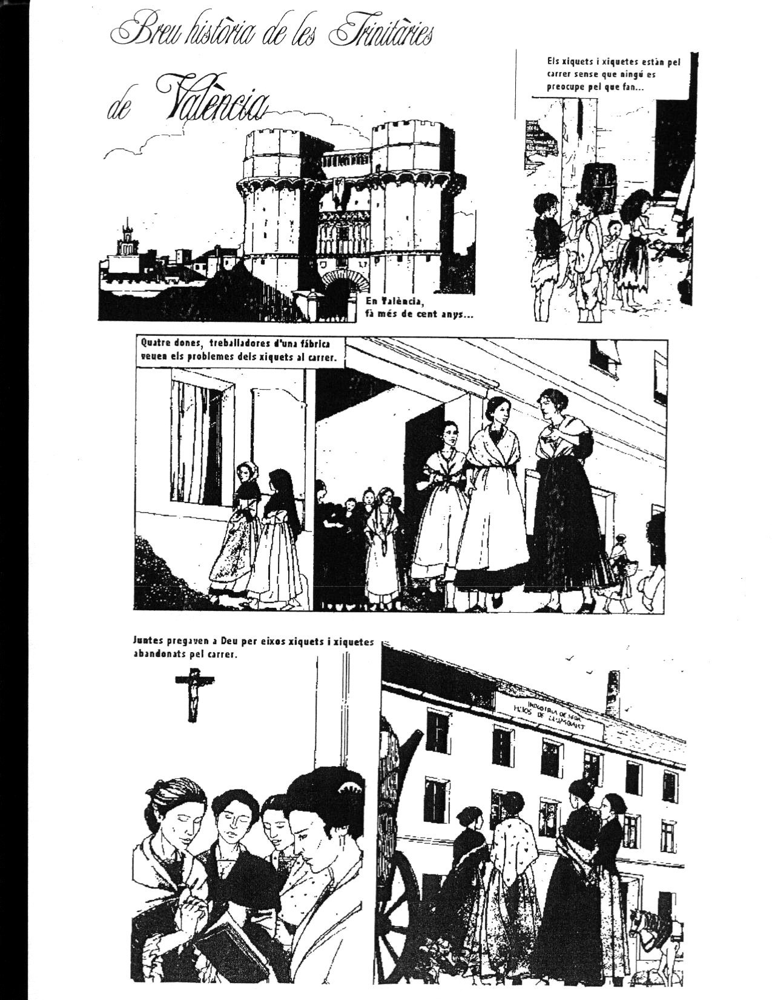 Breu història de les Trinitàries
de València
Els xiquets i xiquetes estàn pel
carrer sense que ningú es
preocupe pel que fan...
En València,
fà més de cent anys...
Quatre dones, treballadores d'una fábrica
veuen els problemes dels xiquets al carrer.
Juntes pregaven a Deu per eixos xiquets i xiquetes
abandonats pel carrer.
INDUSTRIA DE SEDA
HIJOS DE LLUMBART